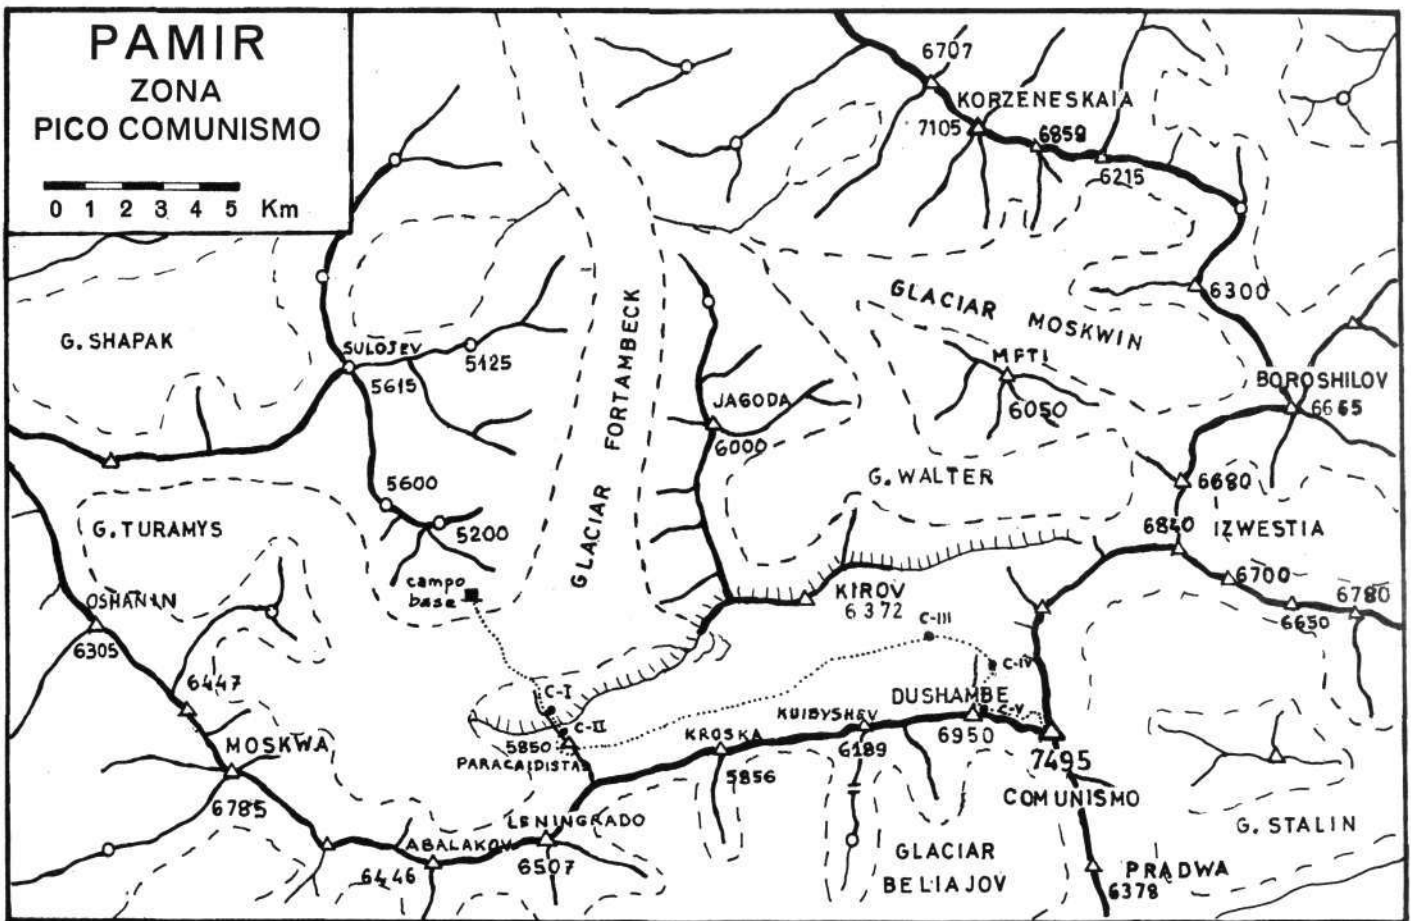 PAMIR
ZONA
PICO COMUNISMO
0 1 2 3 4 5 Km
6707
KORZENESKAIA
7105
6858
6215
GLACIAR MOSKWIN
6300
G. SHAPAK
SULOJEV
5615
5125
GLACIAR FORTAMBECK
MFTI
6050
BOROSHILOV
6665
JAGODA
6000
G. WALTER
6680
5600
5200
G. TURAMYS
6840
IZWESTIA
6700
6650
6780
campo
base
KIROV
6372
OSHANIN
6305
6447
C-III
C-IV
C-I
C-II
5850
PARACAIDISTAS
DUSHAMBE
C-V
6950
KUIBYSHEV
6189
KROSKA
5856
7495
COMUNISMO
MOSKWA
6785
LENINGRADO
6507
ABALAKOV
6446
GLACIAR
BELIAJOV
G. STALIN
PRADWA
6378